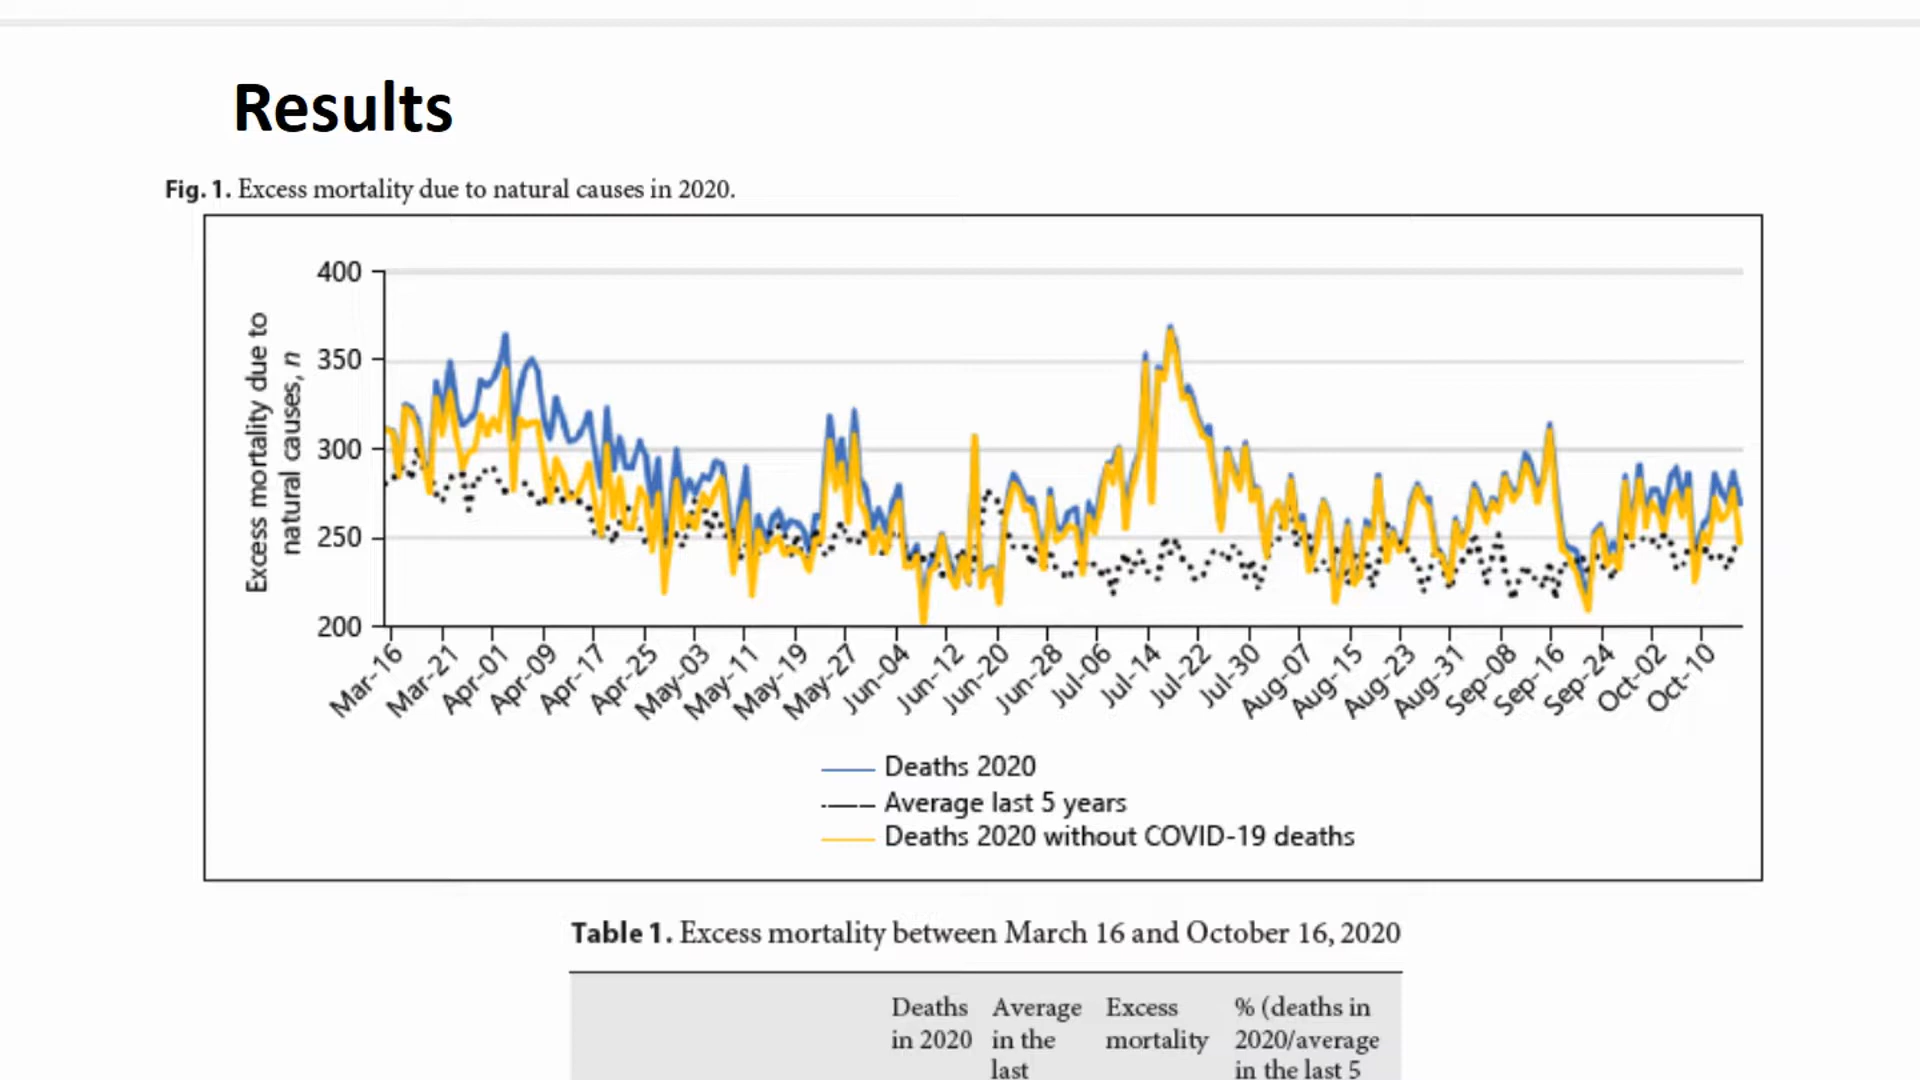 Results
Fig. 1. Excess mortality due to natural causes in 2020.
Excess mortality due to
natural causes, n
400
350
300
250
200
Mar-16
Mar-21
Apr-01
Apr-09
Apr-17
Apr-25
May-03
May-11
May-19
May-27
Jun-04
Jun-12
Jun-20
Jun-28
Jul-06
Jul-14
Jul-22
Jul-30
Aug-07
Aug-15
Aug-23
Aug-31
Sep-08
Sep-16
Sep-24
Oct-02
Oct-10
Deaths 2020
Average last 5 years
Deaths 2020 without COVID-19 deaths
Table 1. Excess mortality between March 16 and October 16, 2020
Deaths Average Excess % (deaths in
in 2020 in the mortality 2020/average
last in the last 5